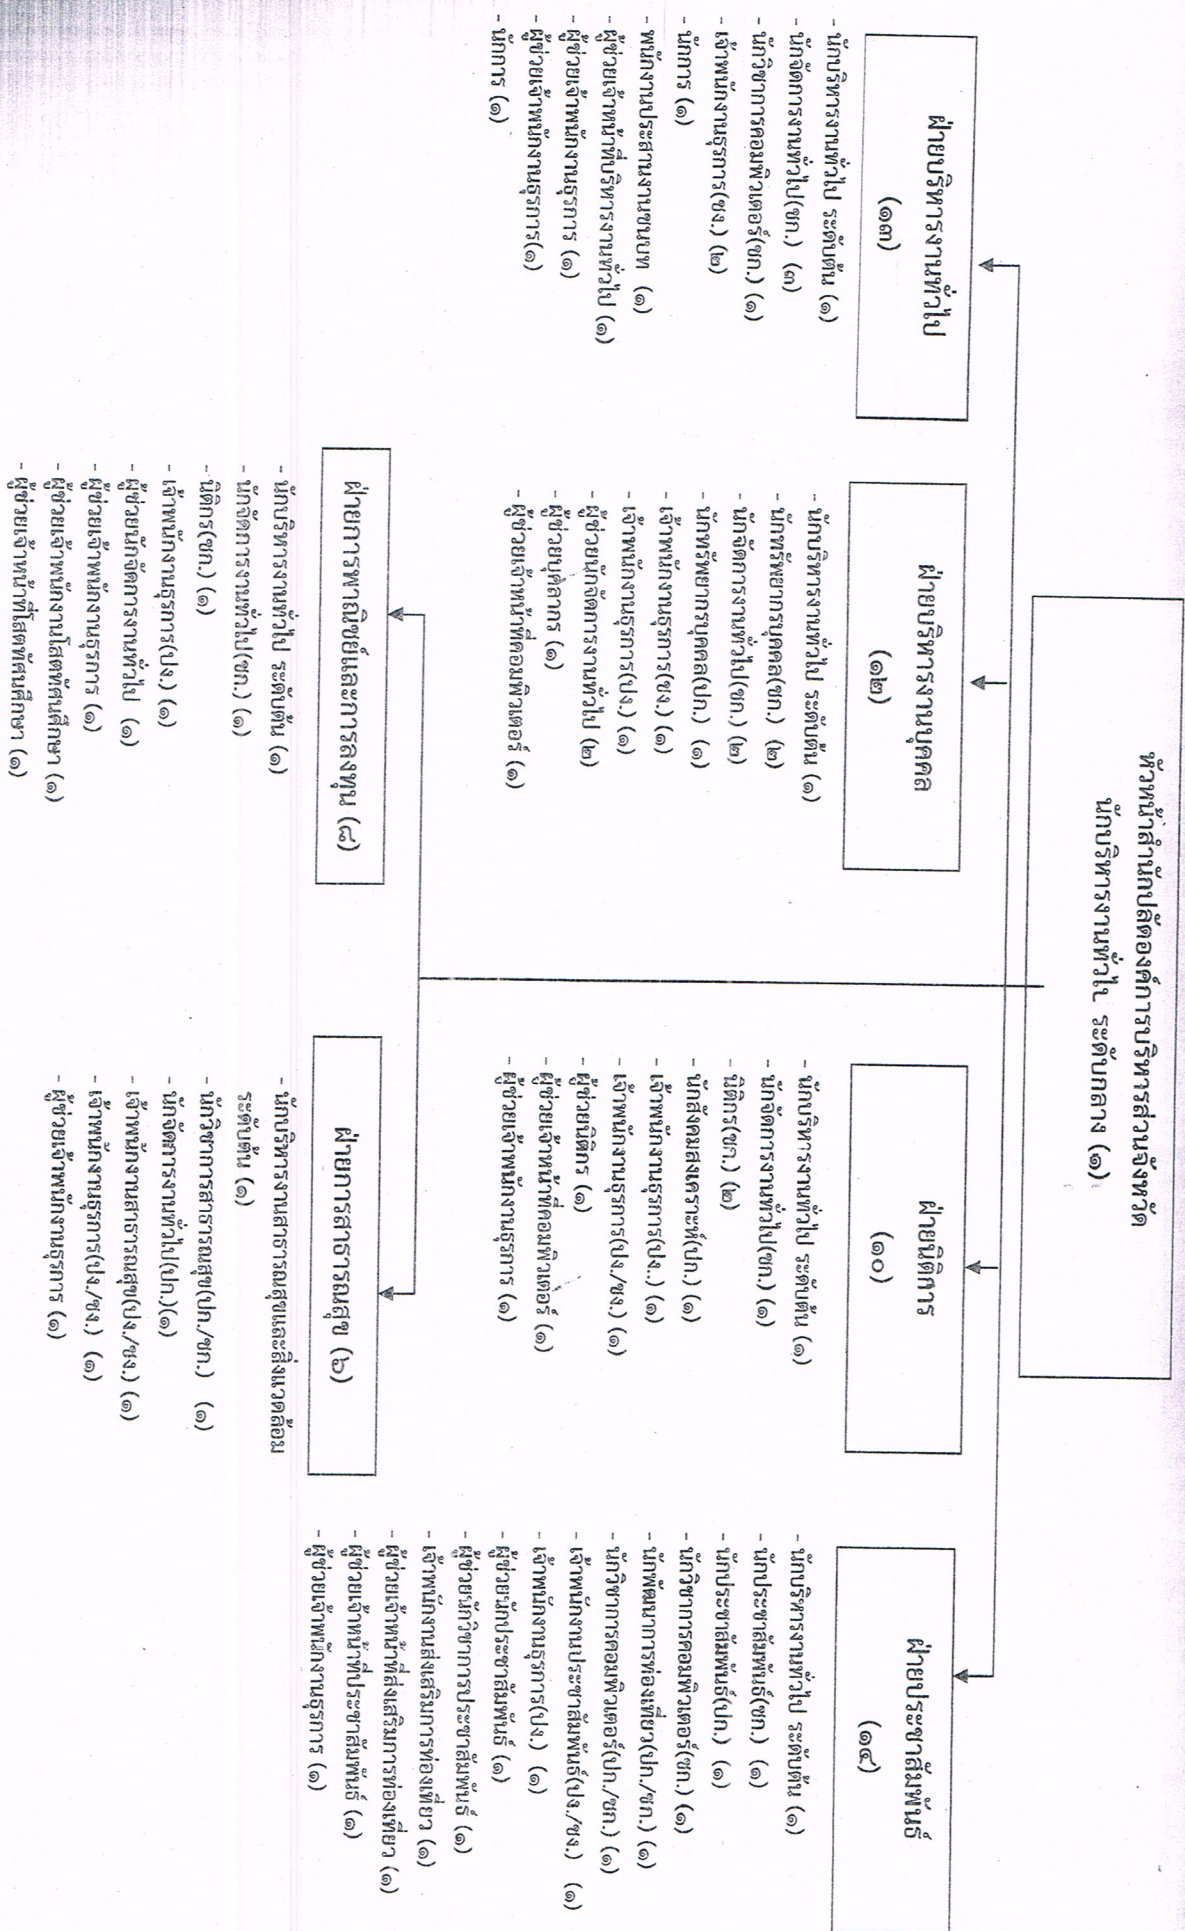 หัวหน้าสำนักปลัดองค์การบริหารส่วนจังหวัด
นักบริหารงานทั่วไป ระดับกลาง (๑)
ฝ่ายบริหารงานทั่วไป
(๑๓)
- นักบริหารงานทั่วไป ระดับต้น (๑)
- นักจัดการงานทั่วไป(ชก.) (๓)
- นักวิชาการคอมพิวเตอร์(ชก.) (๑)
- เจ้าพนักงานธุรการ(ชง.) (๒)
- นักการ (๑)
- พนักงานประสานงานชนบท (๑)
- ผู้ช่วยเจ้าหน้าที่บริหารงานทั่วไป (๑)
- ผู้ช่วยเจ้าพนักงานธุรการ (๑)
- ผู้ช่วยเจ้าพนักงานธุรการ(๑)
- นักการ (๑)
ฝ่ายบริหารงานบุคคล
(๑๒)
- นักบริหารงานทั่วไป ระดับต้น (๑)
- นักทรัพยากรบุคคล(ชก.) (๒)
- นักจัดการงานทั่วไป(ชก.) (๒)
- นักทรัพยากรบุคคล(ปก.) (๑)
- เจ้าพนักงานธุรการ(ชง.) (๑)
- เจ้าพนักงานธุรการ(ปง.) (๑)
- ผู้ช่วยนักจัดการงานทั่วไป (๒)
- ผู้ช่วยบุคลากร (๑)
- ผู้ช่วยเจ้าหน้าที่คอมพิวเตอร์ (๑)
ฝ่ายนิติการ
(๑๐)
- นักบริหารงานทั่วไป ระดับต้น (๑)
- นักจัดการงานทั่วไป(ชก.) (๑)
- นิติกร(ชก.) (๒)
- นักสังคมสงเคราะห์(ปก.) (๑)
- เจ้าพนักงานธุรการ(ปง.) (๑)
- เจ้าพนักงานธุรการ(ปง./ชง.) (๑)
- ผู้ช่วยนิติกร (๑)
- ผู้ช่วยเจ้าหน้าที่คอมพิวเตอร์ (๑)
- ผู้ช่วยเจ้าพนักงานธุรการ (๑)
ฝ่ายประชาสัมพันธ์
(๑๔)
- นักบริหารงานทั่วไป ระดับต้น (๑)
- นักประชาสัมพันธ์(ชก.) (๑)
- นักประชาสัมพันธ์(ปก.) (๑)
- นักวิชาการคอมพิวเตอร์(ชก.) (๑)
- นักพัฒนาการท่องเที่ยว(ปก./ชก.) (๑)
- นักวิชาการคอมพิวเตอร์(ปก./ชก.) (๑)
- เจ้าพนักงานประชาสัมพันธ์(ปง./ชง.) (๑)
- เจ้าพนักงานธุรการ(ปง.) (๑)
- ผู้ช่วยนักประชาสัมพันธ์ (๑)
- ผู้ช่วยนักวิชาการประชาสัมพันธ์ (๑)
- เจ้าพนักงานส่งเสริมการท่องเที่ยว (๑)
- ผู้ช่วยเจ้าหน้าที่ส่งเสริมการท่องเที่ยว (๑)
- ผู้ช่วยเจ้าหน้าที่ประชาสัมพันธ์ (๑)
- ผู้ช่วยเจ้าพนักงานธุรการ (๑)
ฝ่ายการพาณิชย์และการลงทุน (๘)
- นักบริหารงานทั่วไป ระดับต้น (๑)
- นักจัดการงานทั่วไป(ชก.) (๑)
- นิติกร(ชก.) (๑)
- เจ้าพนักงานธุรการ(ปง.) (๑)
- ผู้ช่วยนักจัดการงานทั่วไป (๑)
- ผู้ช่วยเจ้าพนักงานธุรการ (๑)
- ผู้ช่วยเจ้าพนักงานโสตทัศนศึกษา (๑)
- ผู้ช่วยเจ้าหน้าที่โสตทัศนศึกษา (๑)
ฝ่ายการสาธารณสุข (๖)
- นักบริหารงานสาธารณสุขและสิ่งแวดล้อม
ระดับต้น (๑)
- นักวิชาการสาธารณสุข(ปก./ชก.) (๑)
- นักจัดการงานทั่วไป(ปก.)(๑)
- เจ้าพนักงานสาธารณสุข(ปง./ชง.) (๑)
- เจ้าพนักงานธุรการ(ปง./ชง.) (๑)
- ผู้ช่วยเจ้าพนักงานธุรการ (๑)